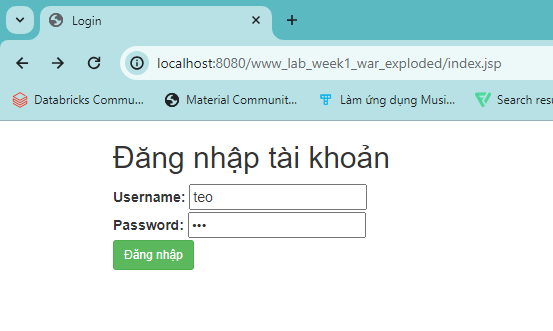 Login
localhost:8080/www_lab_week1_war_exploded/index.jsp
Databricks Commu... Material Communit... Làm ứng dụng Musi... Search resu
Đăng nhập tài khoản
Username: teo
Password: •••
Đăng nhập